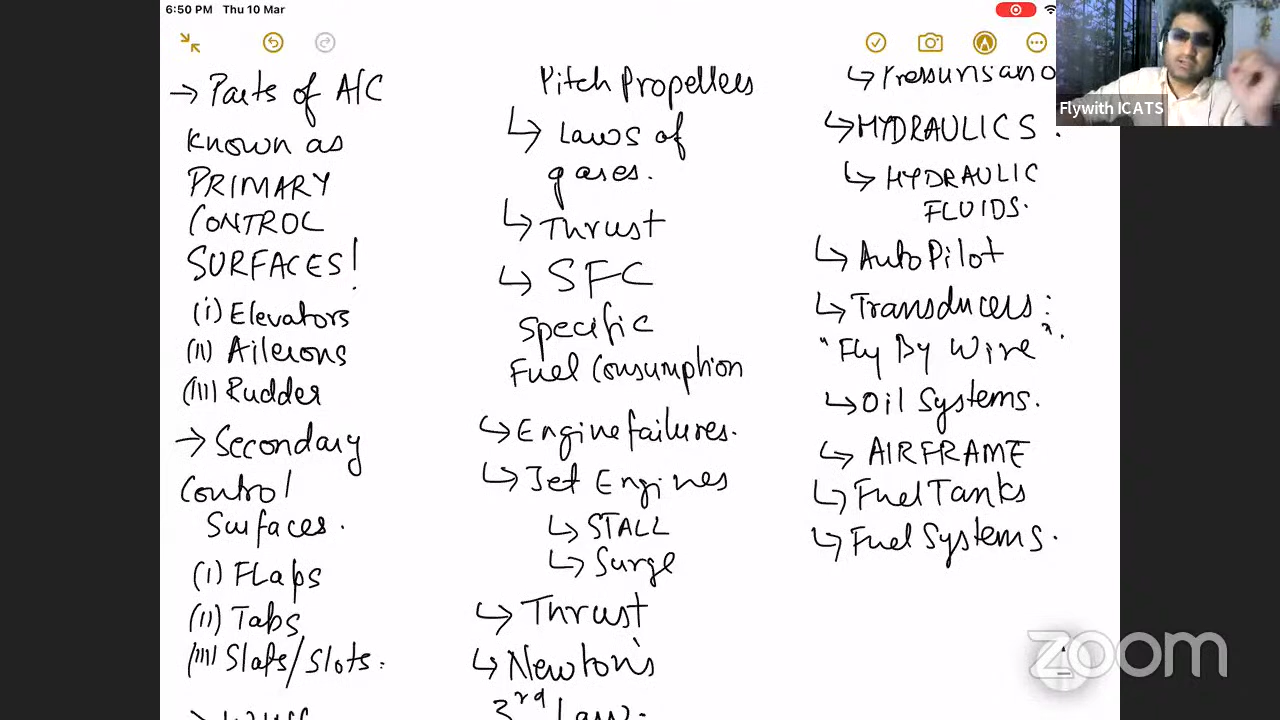 6:50 PM Thu 10 Mar
→ Parts of A/C
known as
PRIMARY
CONTROL
SURFACES!
(i) Elevators
(II) Ailerons
(III) Rudder
→ Secondary
Control
Surfaces.
(i) Flaps
(II) Tabs
(III) Slats/Slots.
Pitch Propellers
↳ Laws of
gases.
↳ Thrust
↳ SFC
Specific
Fuel Consumption
↳ Engine failures.
↳ Jet Engines
↳ STALL
↳ Surge
↳ Thrust
↳ Newton's
3rd Law.
↳ HYDRAULICS.
↳ HYDRAULIC
FLUIDS.
↳ AutoPilot
↳ Transducers:
"Fly By Wire".
↳ Oil Systems.
↳ AIRFRAME
↳ Fuel Tanks
↳ Fuel Systems.
Flywith ICATS
zoom